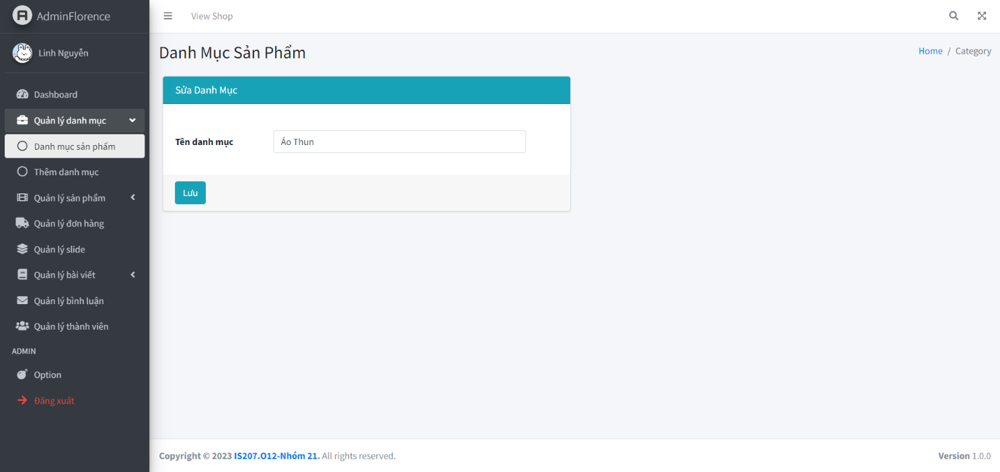 AdminFlorence
View Shop
Linh Nguyễn
Danh Mục Sản Phẩm
Home / Category
Dashboard
Quản lý danh mục
Danh mục sản phẩm
Thêm danh mục
Quản lý sản phẩm
Quản lý đơn hàng
Quản lý slide
Quản lý bài viết
Quản lý bình luận
Quản lý thành viên
ADMIN
Option
Đăng xuất
Sửa Danh Mục
Tên danh mục
Áo Thun
Lưu
Copyright © 2023 IS207.O12-Nhóm 21. All rights reserved.
Version 1.0.0